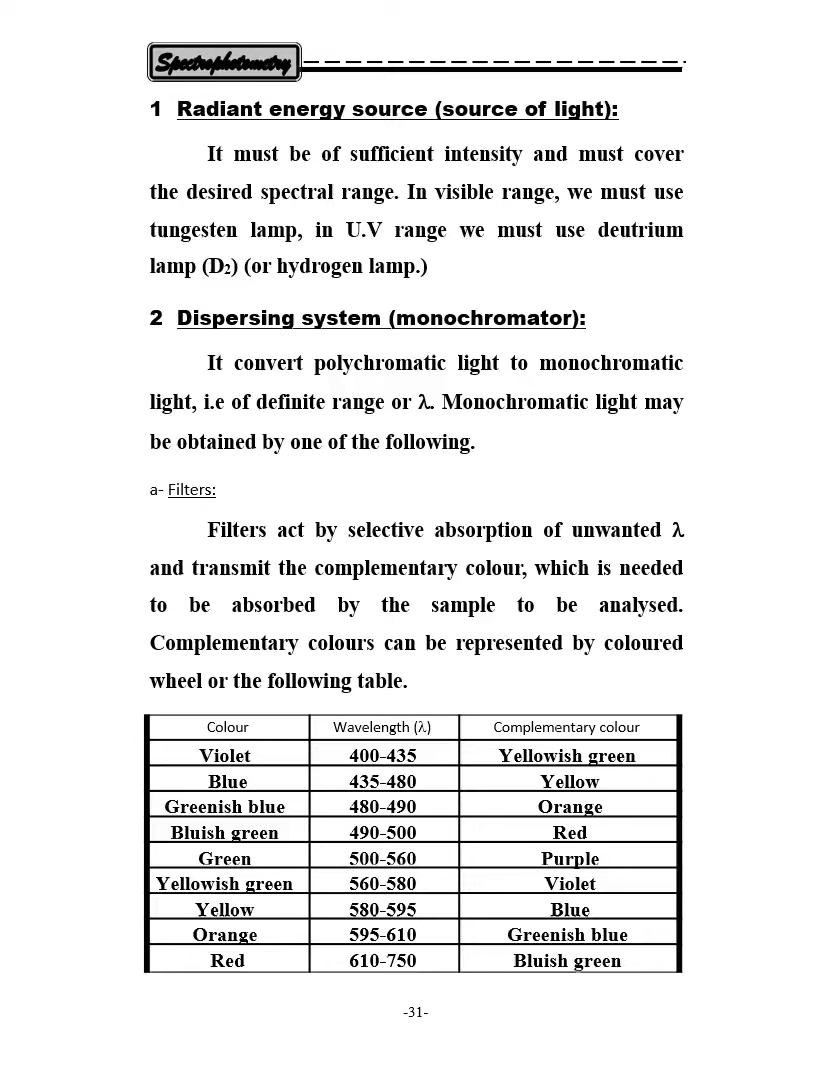 Spectrophotometry
1 Radiant energy source (source of light):
It must be of sufficient intensity and must cover
the desired spectral range. In visible range, we must use
tungesten lamp, in U.V range we must use deutrium
lamp (D₂) (or hydrogen lamp.)
2 Dispersing system (monochromator):
It convert polychromatic light to monochromatic
light, i.e of definite range or λ. Monochromatic light may
be obtained by one of the following.
a- Filters:
Filters act by selective absorption of unwanted λ
and transmit the complementary colour, which is needed
to be absorbed by the sample to be analysed.
Complementary colours can be represented by coloured
wheel or the following table.
Colour Wavelength (λ) Complementary colour
Violet 400-435 Yellowish green
Blue 435-480 Yellow
Greenish blue 480-490 Orange
Bluish green 490-500 Red
Green 500-560 Purple
Yellowish green 560-580 Violet
Yellow 580-595 Blue
Orange 595-610 Greenish blue
Red 610-750 Bluish green
-31-